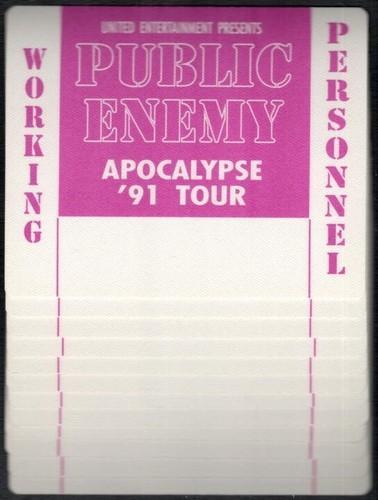 UNITED ENTERTAINMENT PRESENTS
PUBLIC
ENEMY
APOCALYPSE
'91 TOUR
WORKING
PERSONNEL